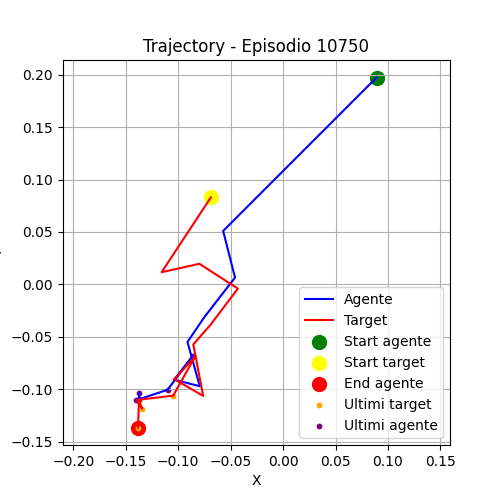 Trajectory - Episodio 10750
0.20
0.15
0.10
0.05
0.00
−0.05
−0.10
−0.15
Agente
Target
Start agente
Start target
End agente
Ultimi target
Ultimi agente
−0.20 −0.15 −0.10 −0.05 0.00 0.05 0.10 0.15
X